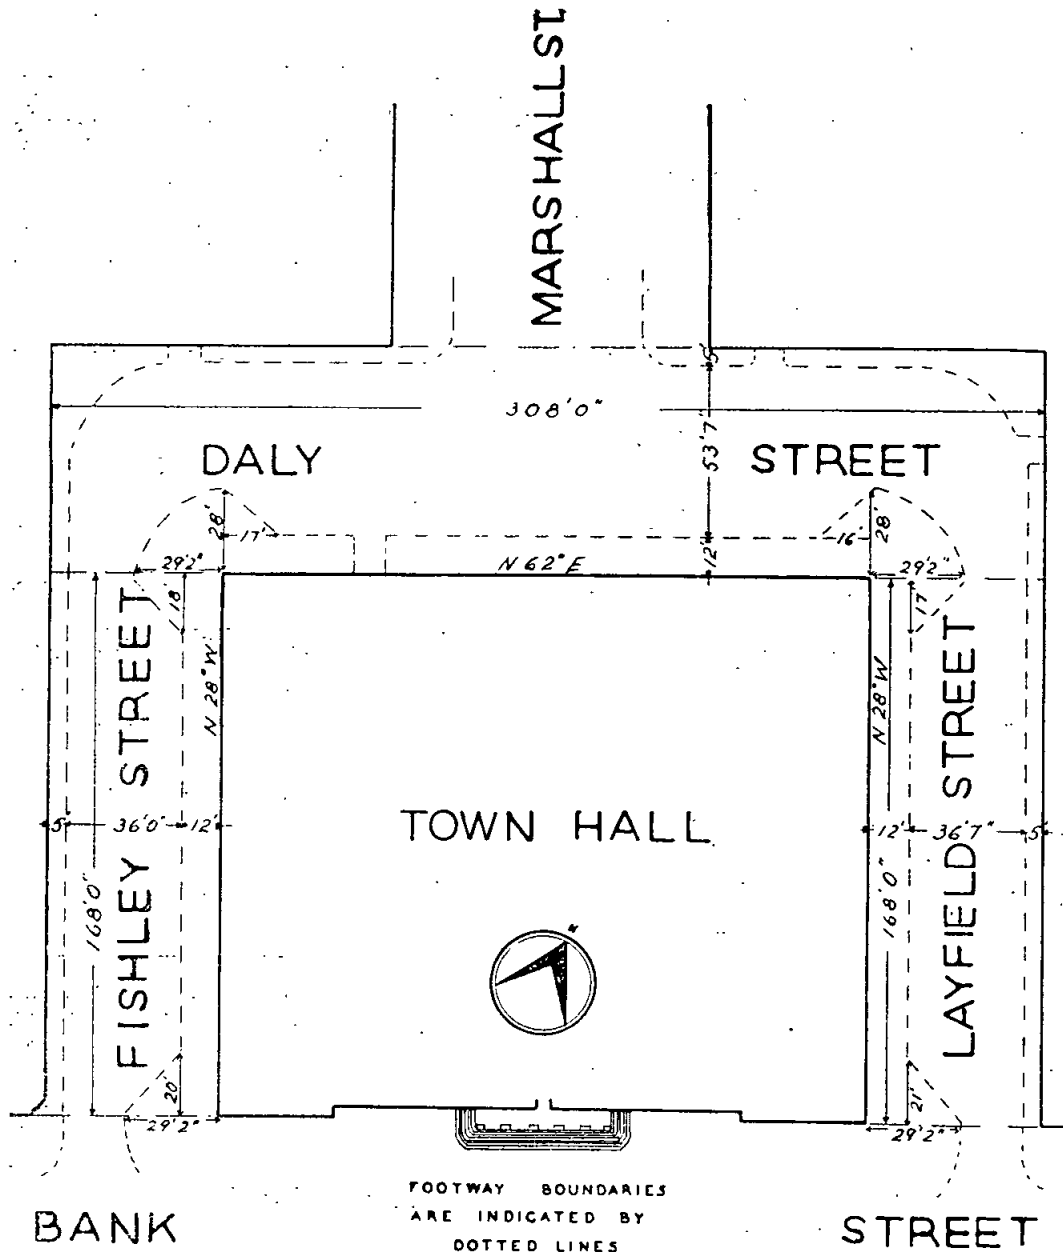 MARSHALL ST.
5'
308'0"
53'7"
DALY STREET
28'
17'
16'
28'
29'2"
N 62° E
12'
29'2"
18'
17'
N 28° W
N 28° W
FISHLEY STREET
LAYFIELD STREET
TOWN HALL
5' 36'0" 12'
12' 36'7" 5'
168'0"
168'0"
N
20'
21'
29'2"
29'2"
FOOTWAY BOUNDARIES
ARE INDICATED BY
DOTTED LINES
BANK STREET